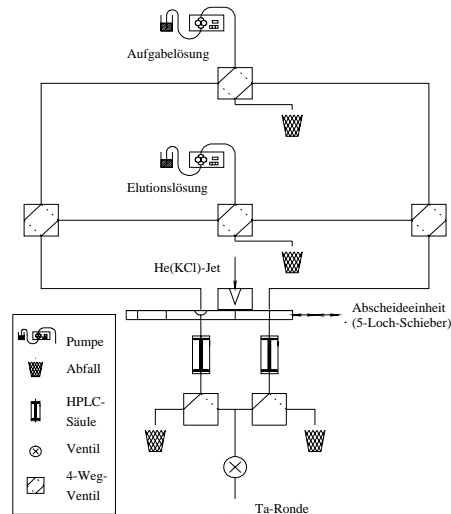 Aufgabelösung
Elutionslösung
He(KCl)-Jet
Abscheideeinheit
(5-Loch-Schieber)
Pumpe
Abfall
HPLC-
Säule
Ventil
4-Weg-
Ventil
Ta-Ronde